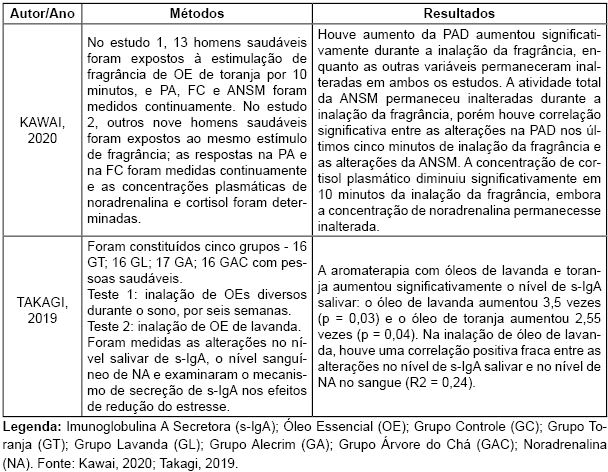 Autor/Ano
Métodos
Resultados
KAWAI,
2020
No estudo 1, 13 homens saudáveis
foram expostos à estimulação de
fragrância de OE de toranja por 10
minutos, e PA, FC e ANSM foram
medidos continuamente. No estudo
2, outros nove homens saudáveis
foram expostos ao mesmo estímulo
de fragrância; as respostas na PA e
na FC foram medidas continuamente
e as concentrações plasmáticas de
noradrenalina e cortisol foram deter-
minadas.
Houve aumento da PAD aumentou significati-
vamente durante a inalação da fragrância, en-
quanto as outras variáveis permaneceram inal-
teradas em ambos os estudos. A atividade total
da ANSM permaneceu inalteradas durante a
inalação da fragrância, porém houve correlação
significativa entre as alterações na PAD nos úl-
timos cinco minutos de inalação da fragrância e
as alterações da ANSM. A concentração de cor-
tisol plasmático diminuiu significativamente em
10 minutos da inalação da fragrância, embora
a concentração de noradrenalina permanecesse
inalterada.
TAKAGI,
2019
Foram constituídos cinco grupos - 16
GT; 16 GL; 17 GA; 16 GAC com pes-
soas saudáveis.
Teste 1: inalação de OEs diversos
durante o sono, por seis semanas.
Teste 2: inalação de OE de lavanda.
Foram medidas as alterações no ní-
vel salivar de s-IgA, o nível sanguí-
neo de NA e examinaram o mecanis-
mo de secreção de s-IgA nos efeitos
de redução do estresse.
A aromaterapia com óleos de lavanda e toran-
ja aumentou significativamente o nível de s-IgA
salivar: o óleo de lavanda aumentou 3,5 vezes
(p = 0,03) e o óleo de toranja aumentou 2,55
vezes (p = 0,04). Na inalação de óleo de lavan-
da, houve uma correlação positiva fraca entre as
alterações no nível de s-IgA salivar e no nível de
NA no sangue (R2 = 0,24).
Legenda: Imunoglobulina A Secretora (s-IgA); Óleo Essencial (OE); Grupo Controle (GC); Grupo To-
ranja (GT); Grupo Lavanda (GL); Grupo Alecrim (GA); Grupo Árvore do Chá (GAC); Noradrenalina
(NA). Fonte: Kawai, 2020; Takagi, 2019.